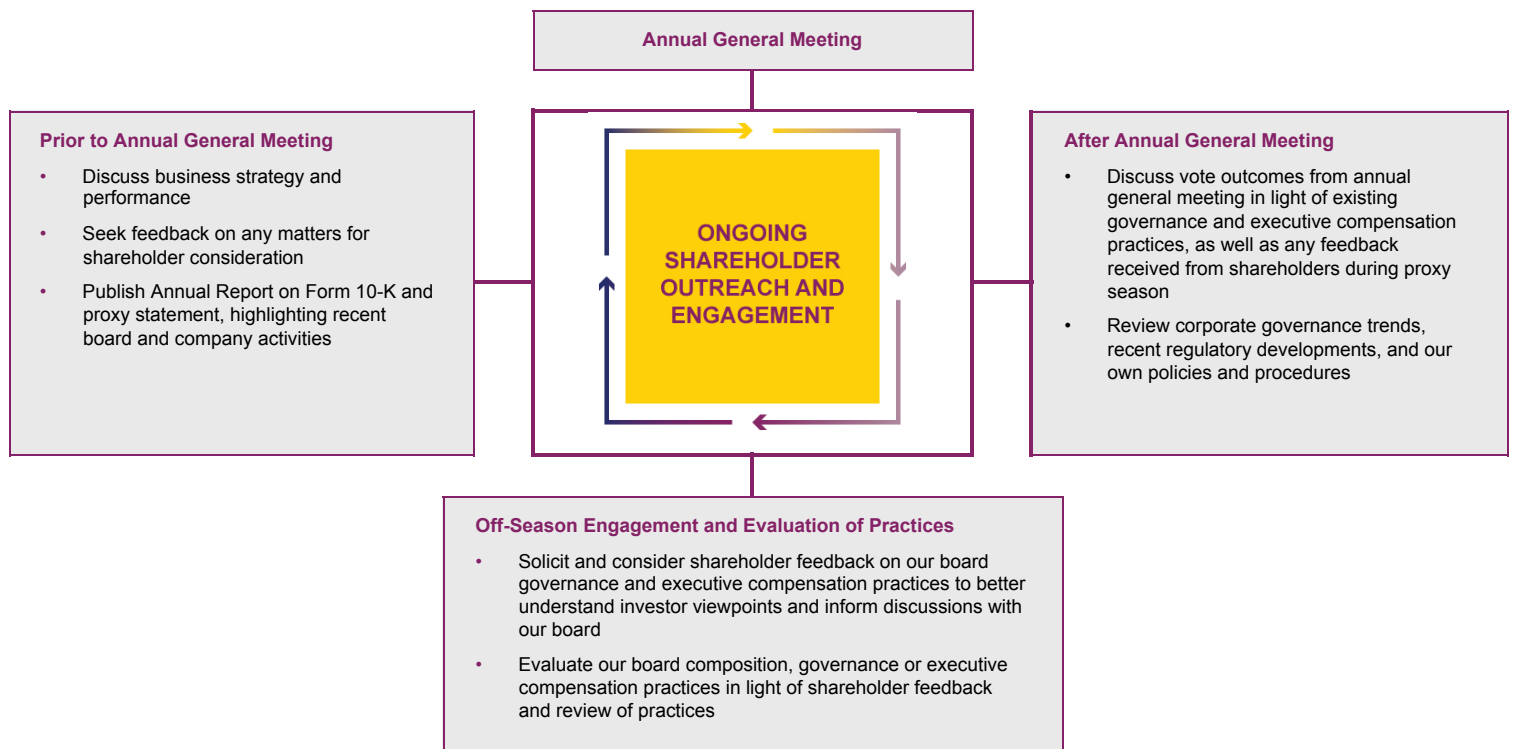 Annual General Meeting
Prior to Annual General Meeting
• Discuss business strategy and
performance
• Seek feedback on any matters for
shareholder consideration
• Publish Annual Report on Form 10-K and
proxy statement, highlighting recent
board and company activities
ONGOING
SHAREHOLDER
OUTREACH AND
ENGAGEMENT
After Annual General Meeting
• Discuss vote outcomes from annual
general meeting in light of existing
governance and executive compensation
practices, as well as any feedback
received from shareholders during proxy
season
• Review corporate governance trends,
recent regulatory developments, and our
own policies and procedures
Off-Season Engagement and Evaluation of Practices
• Solicit and consider shareholder feedback on our board
governance and executive compensation practices to better
understand investor viewpoints and inform discussions with
our board
• Evaluate our board composition, governance or executive
compensation practices in light of shareholder feedback
and review of practices